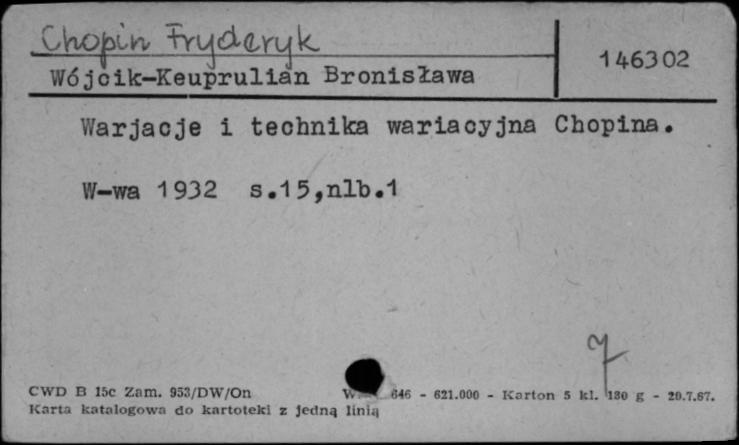 Chopin Fryderyk
146302
Wójcik-Keuprulian Bronisława
Warjacje i technika wariacyjna Chopina.
W-wa 1932 s.15,nlb.1
CWD B 15c Zam. 953/DW/On 646 - 621.000 - Karton 5 kl. 130 g - 20.7.67.
Karta katalogowa do kartoteki z jedną linią